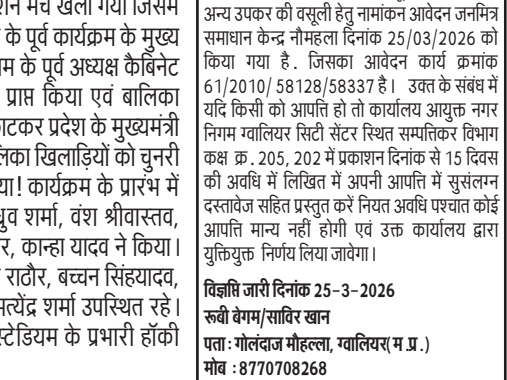 शन मैच खेला गया जिसमें
के पूर्व कार्यक्रम के मुख्य
म के पूर्व अध्यक्ष कैबिनेट
प्राप्त किया एवं बालिका
काटकर प्रदेश के मुख्यमंत्री
लिका खिलाड़ियों को चुनरी
या! कार्यक्रम के प्रारंभ में
ध्रुव शर्मा, वंश श्रीवास्तव,
र, कान्हा यादव ने किया।
राठौर, बच्चन सिंहयादव,
सत्येंद्र शर्मा उपस्थित रहे।
स्टेडियम के प्रभारी हॉकी
अन्य उपकर की वसूली हेतु नामांकन आवेदन जनमित्र
समाधान केन्द्र नौमहला दिनांक 25/03/2026 को
किया गया है. जिसका आवेदन कार्य क्रमांक
61/2010/ 58128/58337 है। उक्त के संबंध में
यदि किसी को आपत्ति हो तो कार्यालय आयुक्त नगर
निगम ग्वालियर सिटी सेंटर स्थित सम्पत्तिकर विभाग
कक्ष क्र. 205, 202 में प्रकाशन दिनांक से 15 दिवस
की अवधि में लिखित में अपनी आपत्ति में सुसंलग्न
दस्तावेज सहित प्रस्तुत करें नियत अवधि पश्चात कोई
आपत्ति मान्य नहीं होगी एवं उक्त कार्यालय द्वारा
युक्तियुक्त निर्णय लिया जावेगा।
विज्ञप्ति जारी दिनांक 25-3-2026
रूबी बेगम/साविर खान
पता : गोलंदाज मौहल्ला, ग्वालियर( म .प्र .)
मोब : 8770708268